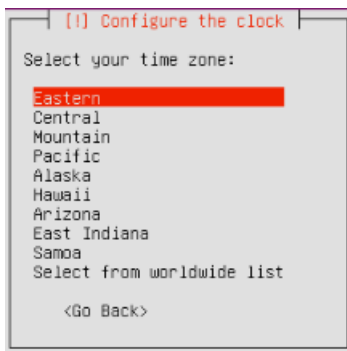 [!] Configure the clock
Select your time zone:
Eastern
Central
Mountain
Pacific
Alaska
Hawaii
Arizona
East Indiana
Samoa
Select from worldwide list
<Go Back>